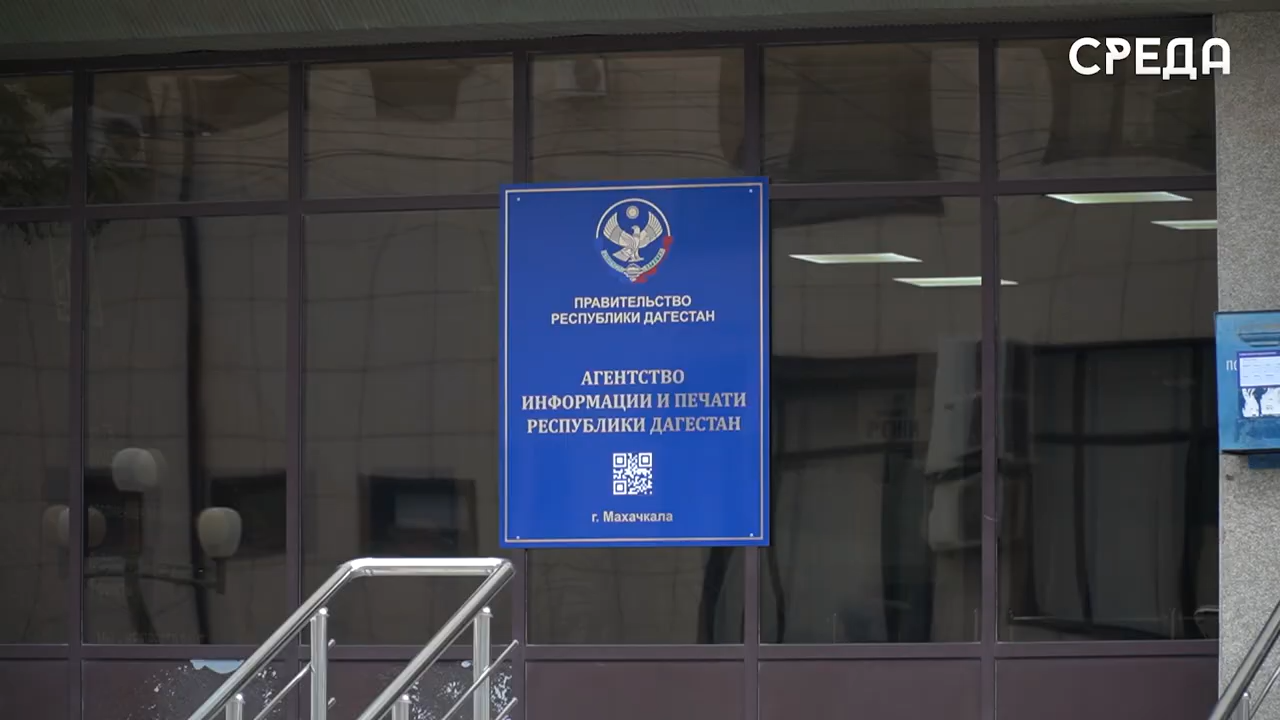 СРЕДА
ПРАВИТЕЛЬСТВО
РЕСПУБЛИКИ ДАГЕСТАН
АГЕНТСТВО
ИНФОРМАЦИИ И ПЕЧАТИ
РЕСПУБЛИКИ ДАГЕСТАН
г. Махачкала